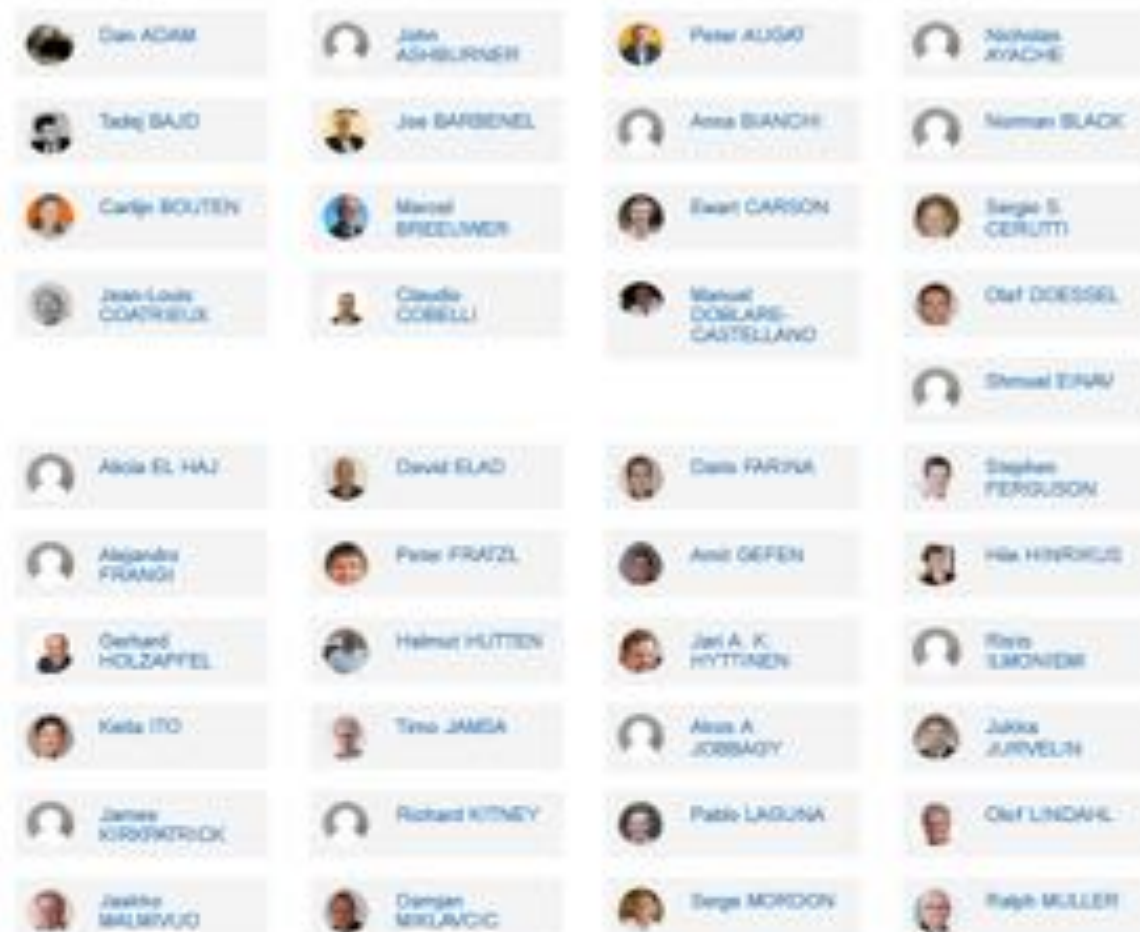 Dan ADAM
John
ASHBURNER
Peter AUGAT
Nicholas
AYACHE
Tadej BAJD
Joe BARBENEL
Anna BIANCHI
Norman BLACK
Carlijn BOUTEN
Marcel
BREEUWER
Ewart CARSON
Sergio S.
CERUTTI
Jean-Louis
COATRIEUX
Claudio
COBELLI
Manuel
DOBLARE-
CASTELLANO
Olaf DOESSEL
Shmuel EINAV
Alicia EL HAJ
David ELAD
Dario FARINA
Stephen
FERGUSON
Alejandro
FRANGI
Peter FRATZL
Amit GEFEN
Hiie HINRIKUS
Gerhard
HOLZAPFEL
Helmut HUTTEN
Jari A. K.
HYTTINEN
Risto
ILMONIEMI
Keita ITO
Timo JAMSA
Akos A
JOBBAGY
Jukka
JURVELIN
James
KIRKPATRICK
Richard KITNEY
Pablo LAGUNA
Olof LINDAHL
Jaakko
MALMIVUO
Damijan
MIKLAVCIC
Serge MORDON
Ralph MULLER